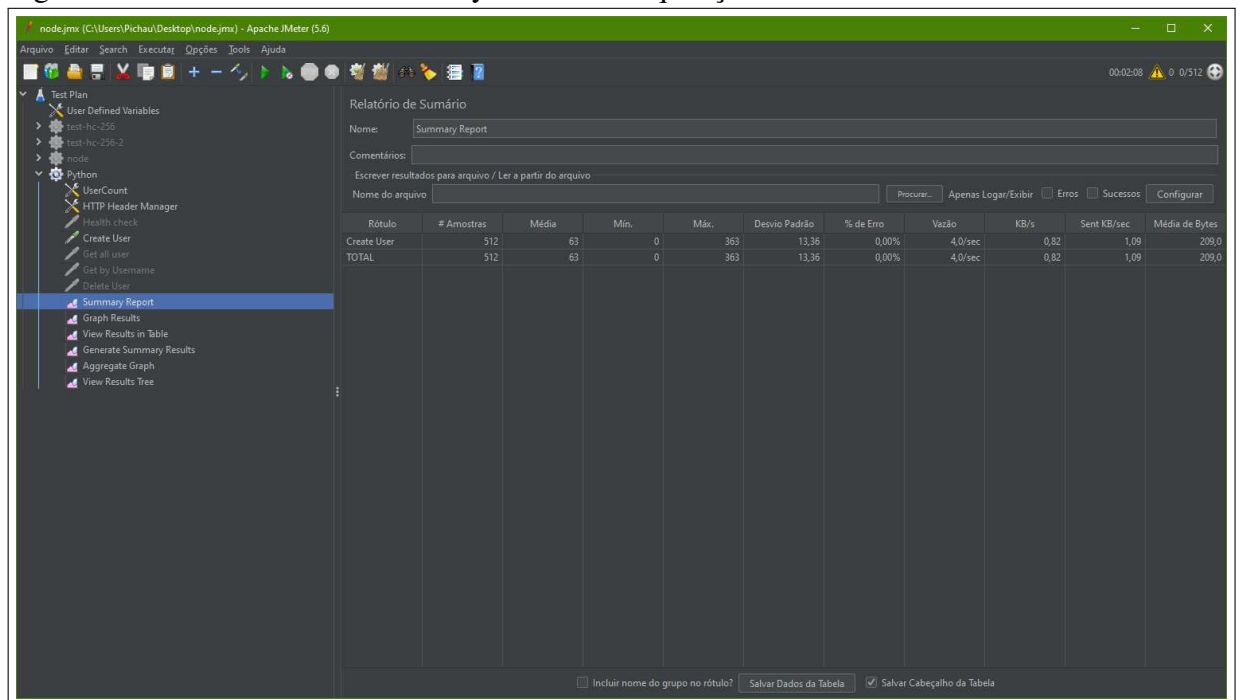 node.jmx (C:\Users\Pichau\Desktop\node.jmx) - Apache JMeter (5.6)
Arquivo Editar Search Executar Opções Tools Ajuda
00:02:08 0 0/512
Test Plan
User Defined Variables
test-hc-256
test-hc-256-2
node
Python
UserCount
HTTP Header Manager
Health check
Create User
Get all user
Get by Username
Delete User
Summary Report
Graph Results
View Results in Table
Generate Summary Results
Aggregate Graph
View Results Tree
Relatório de Sumário
Nome: Summary Report
Comentários:
Escrever resultados para arquivo / Ler a partir do arquivo
Nome do arquivo Procurar... Apenas Logar/Exibir Erros Sucessos Configurar
Rótulo # Amostras Média Mín. Máx. Desvio Padrão % de Erro Vazão KB/s Sent KB/sec Média de Bytes
Create User 512 63 0 363 13,36 0,00% 4,0/sec 0,82 1,09 209,0
TOTAL 512 63 0 363 13,36 0,00% 4,0/sec 0,82 1,09 209,0
Incluir nome do grupo no rótulo? Salvar Dados da Tabela Salvar Cabeçalho da Tabela